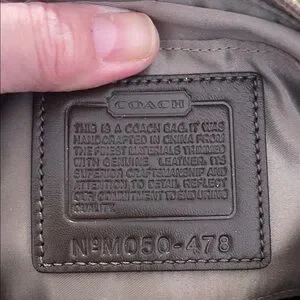 COACH
THIS IS A COACH BAG. IT WAS
HANDCRAFTED IN CHINA FROM
THE FINEST MATERIALS TRIMMED
WITH GENUINE LEATHER. ITS
SUPERIOR CRAFTSMANSHIP AND
ATTENTION TO DETAIL REFLECT
OUR COMMITMENT TO ENDURING
QUALITY.
Nº M050-478